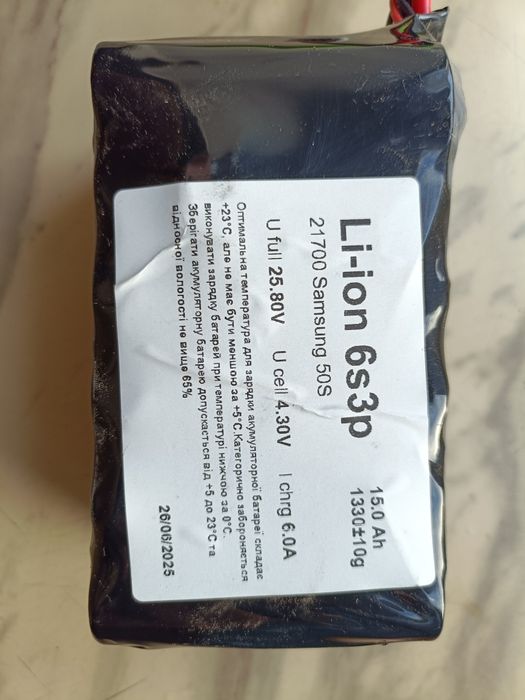 Li-ion 6s3p
15.0 Ah
21700 Samsung 50S
1330±10g
U full 25.80V U cell 4.30V I chrg 6.0A
Оптимальна температура для зарядки акумуляторної батареї складає
+23°C, але не має бути меншою за +5°C.Категорично забороняється
виконувати зарядку батарей при температурі нижчою за 0°C.
Зберігати акумуляторну батарею допускається від +5 до 23°C та
відносної вологості не вище 65%
26/06/2025